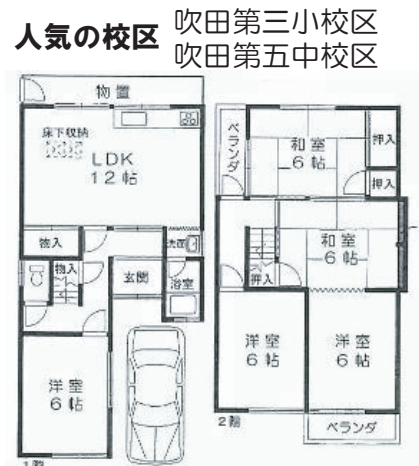 人気の校区
吹田第三小校区
吹田第五中校区
物置
床下収納
LDK
12帖
物入
洗面
物入
玄関
浴室
洋室
6帖
1階
ベランダ
和室
6帖
押入
押入
和室
6帖
押入
洋室
6帖
洋室
6帖
2階
ベランダ